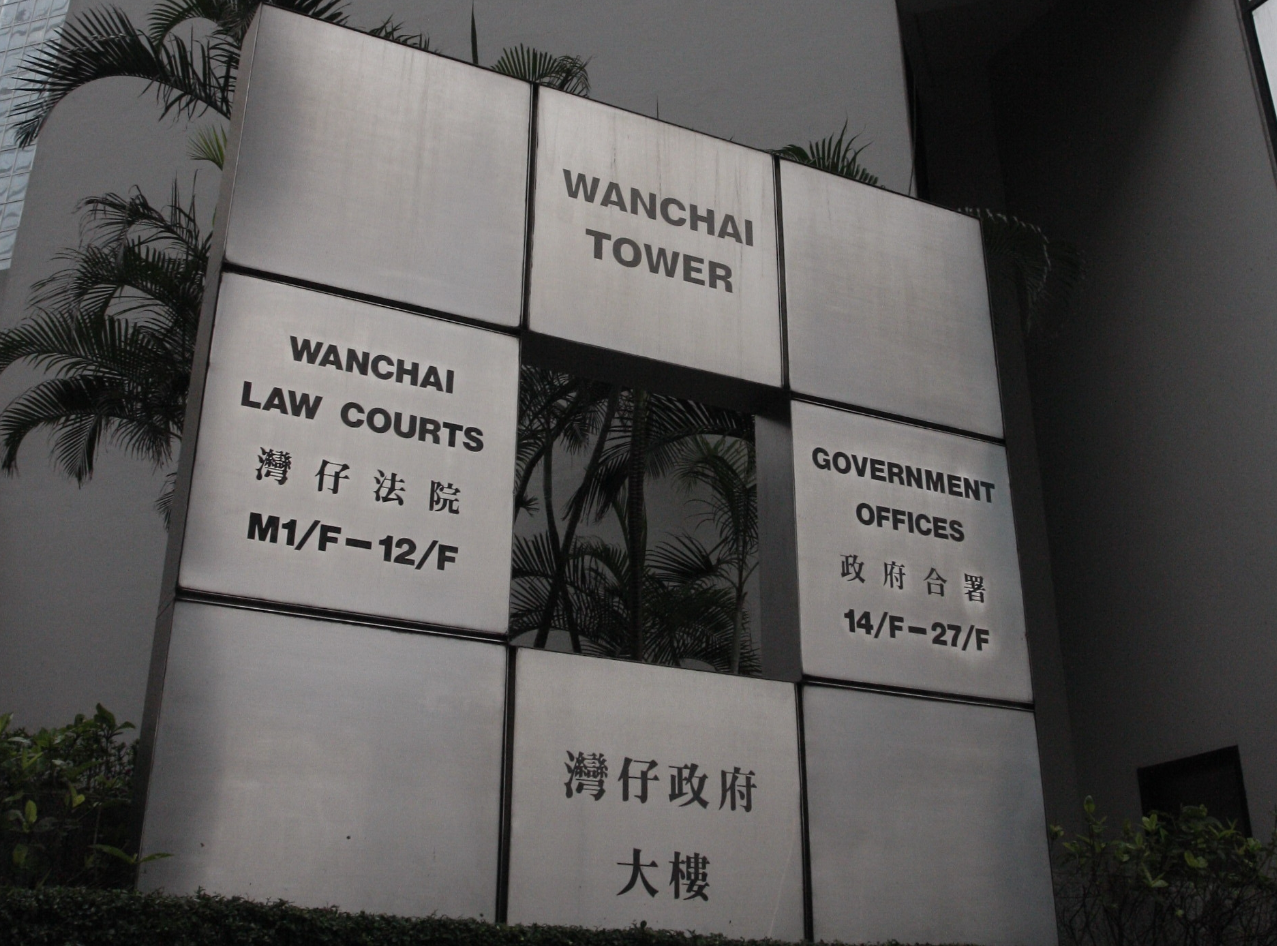 WANCHAI
TOWER
WANCHAI
LAW COURTS
灣仔法院
M1/F-12/F
GOVERNMENT
OFFICES
政府合署
14/F-27/F
灣仔政府
大樓